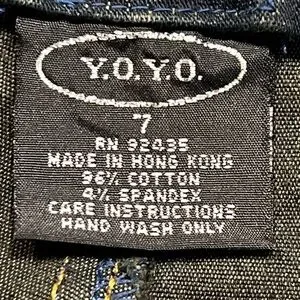 Y.O.Y.O.
7
RN 92435
MADE IN HONG KONG
96% COTTON
4% SPANDEX
CARE INSTRUCTIONS
HAND WASH ONLY